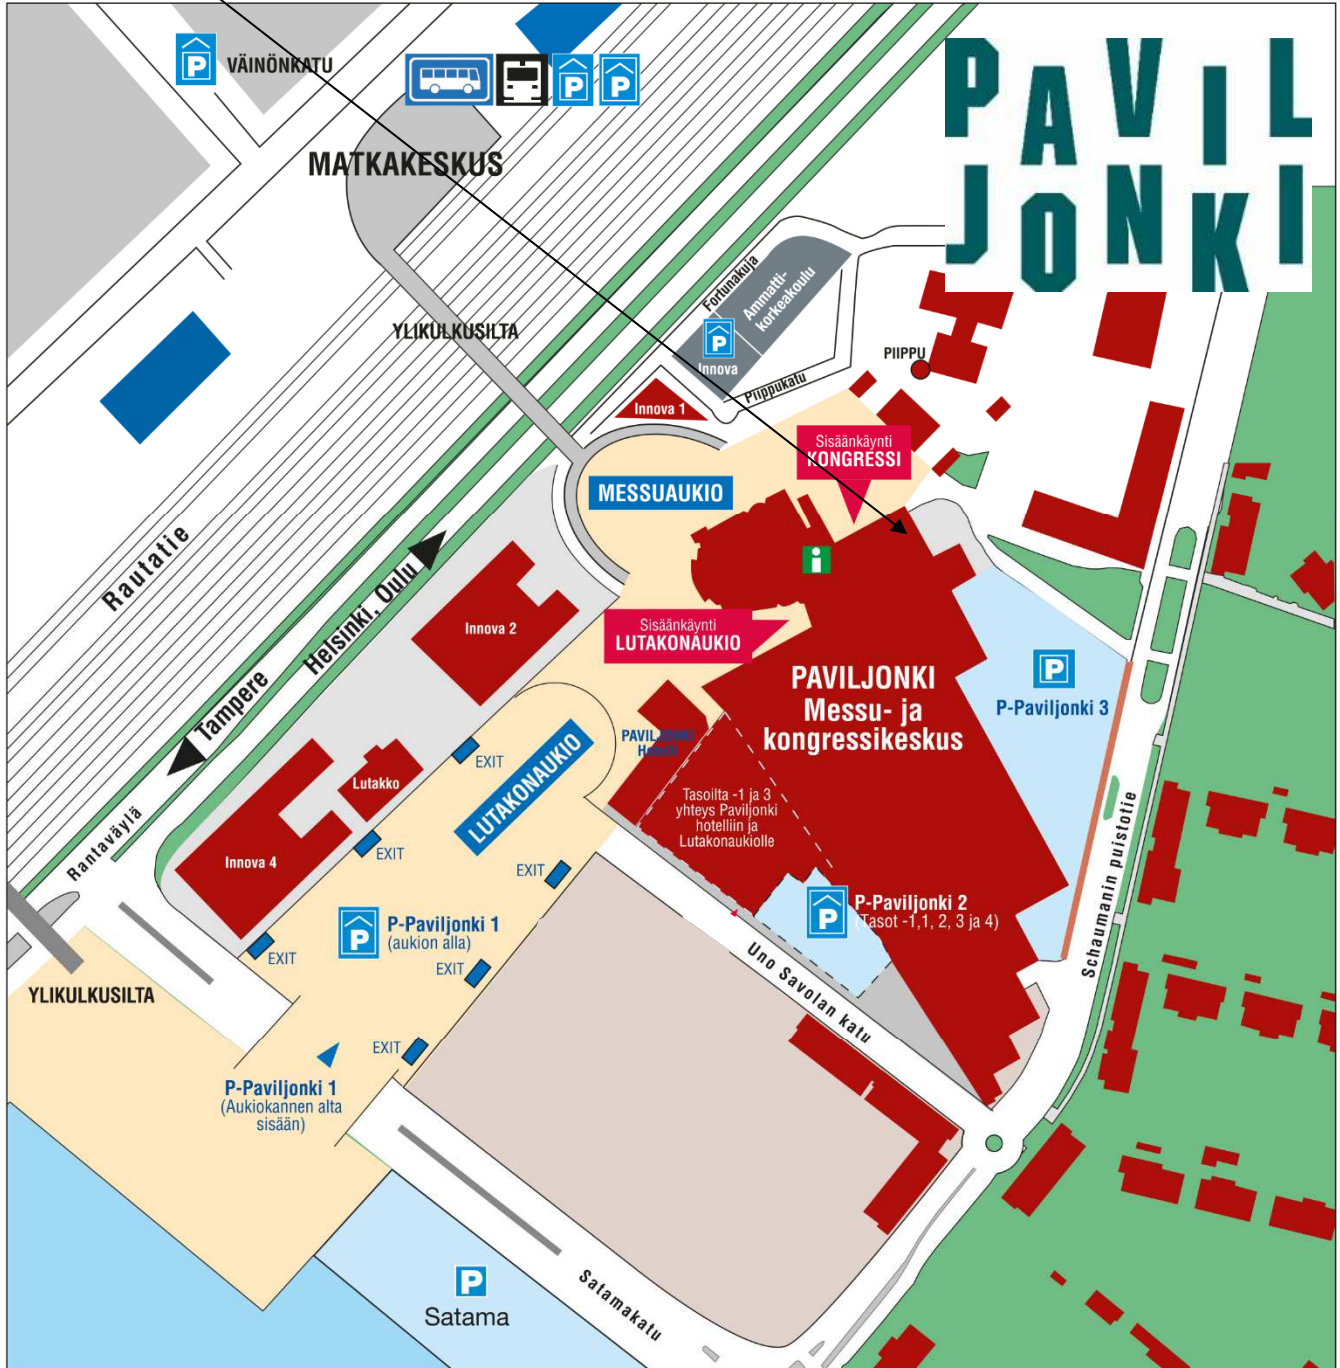 VÄINÖNKATU
PAVIL
JONKI
MATKAKESKUS
YLIKULKUSILTA
Fortunakuja
Ammatti-
korkeakoulu
Innova
Piippukatu
PIIPPU
Innova 1
Sisäänkäynti
KONGRESSI
MESSUAUKIO
i
Rautatie
Helsinki, Oulu
Tampere
Innova 2
Sisäänkäynti
LUTAKONAUKIO
PAVILJONKI
Messu- ja
kongressikeskus
P
P-Paviljonki 3
PAVILJONKI
Hotelli
LUTAKONAUKIO
EXIT
Lutakko
Tasoilta -1 ja 3
yhteys Paviljonki
hotelliin ja
Lutakonaukiolle
Rantaväylä
Innova 4
EXIT
EXIT
Schaumanin puistotie
P
P-Paviljonki 1
(aukion alla)
P
P-Paviljonki 2
(Tasot -1,1, 2, 3 ja 4)
EXIT
EXIT
Uno Savolan katu
YLIKULKUSILTA
EXIT
P-Paviljonki 1
(Aukiokannen alta
sisään)
P
Satama
Satamakatu
P
P
P
P